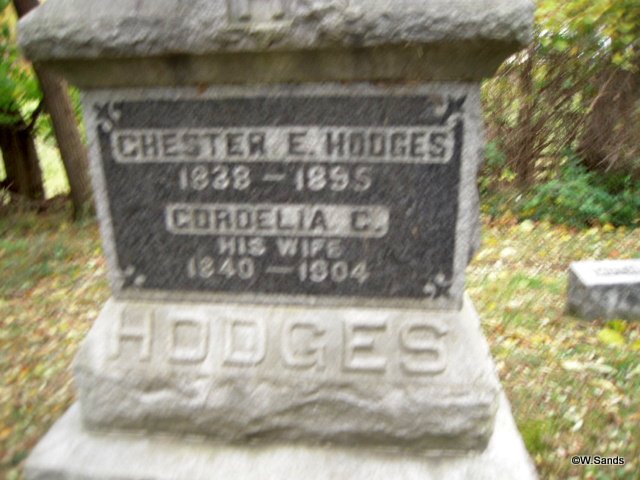 CHESTER E. HODGES
1838 — 1895
CORDELIA C.
HIS WIFE
1840 — 1904
HODGES
©W.Sands